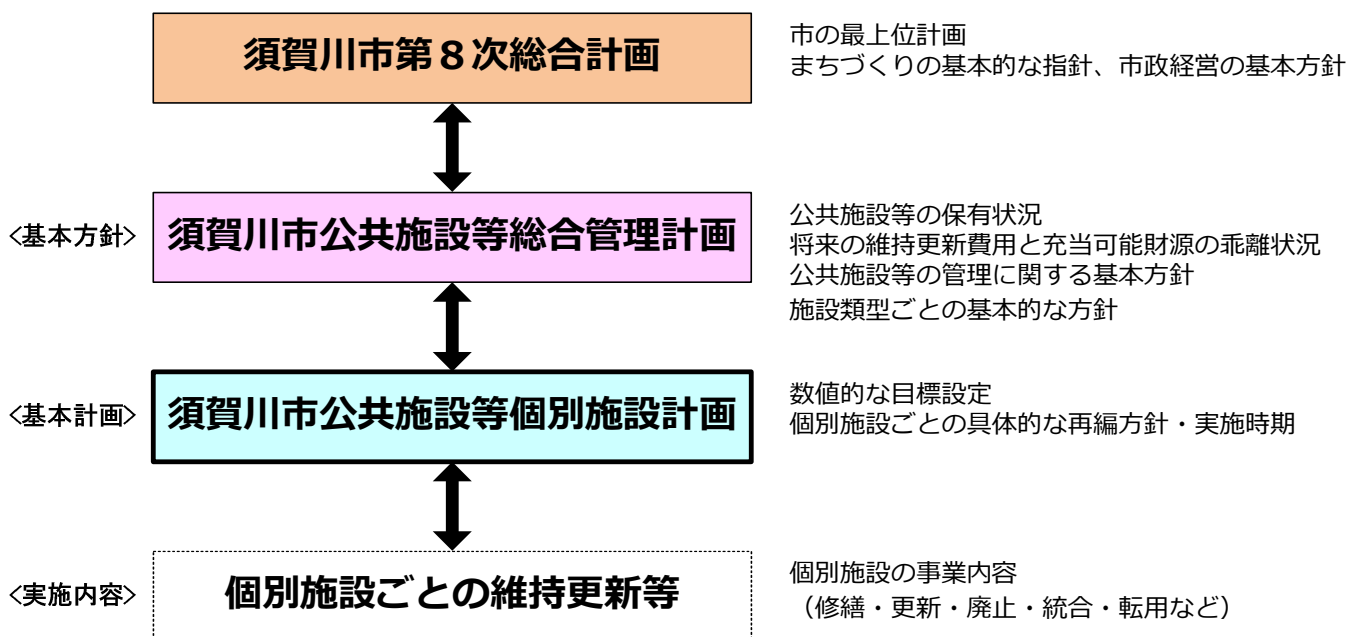 須賀川市第８次総合計画
市の最上位計画
まちづくりの基本的な指針、市政経営の基本方針
<基本方針>
須賀川市公共施設等総合管理計画
公共施設等の保有状況
将来の維持更新費用と充当可能財源の乖離状況
公共施設等の管理に関する基本方針
施設類型ごとの基本的な方針
<基本計画>
須賀川市公共施設等個別施設計画
数値的な目標設定
個別施設ごとの具体的な再編方針・実施時期
<実施内容>
個別施設ごとの維持更新等
個別施設の事業内容
（修繕・更新・廃止・統合・転用など）